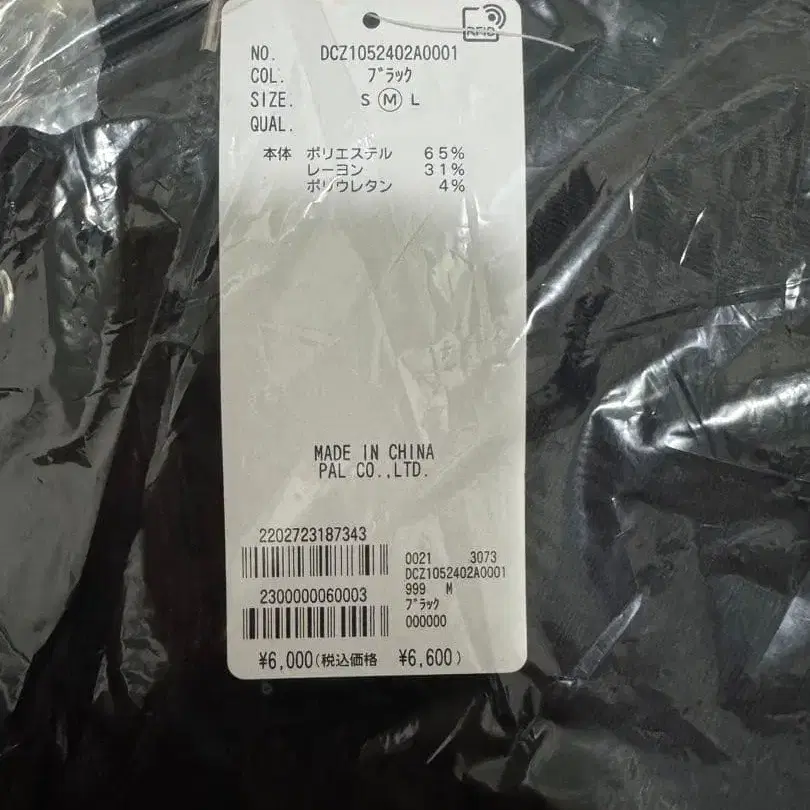 RFID
NO. DCZ1052402A0001
COL. ブラック
SIZE. S Ⓜ L
QUAL.
本体 ポリエステル 65%
レーヨン 31%
ポリウレタン 4%
MADE IN CHINA
PAL CO.,LTD.
2202723187343
0021 3073
DCZ1052402A0001
2300000060003
999 M
ブラック
000000
¥6,000(税込価格 ¥6,600)